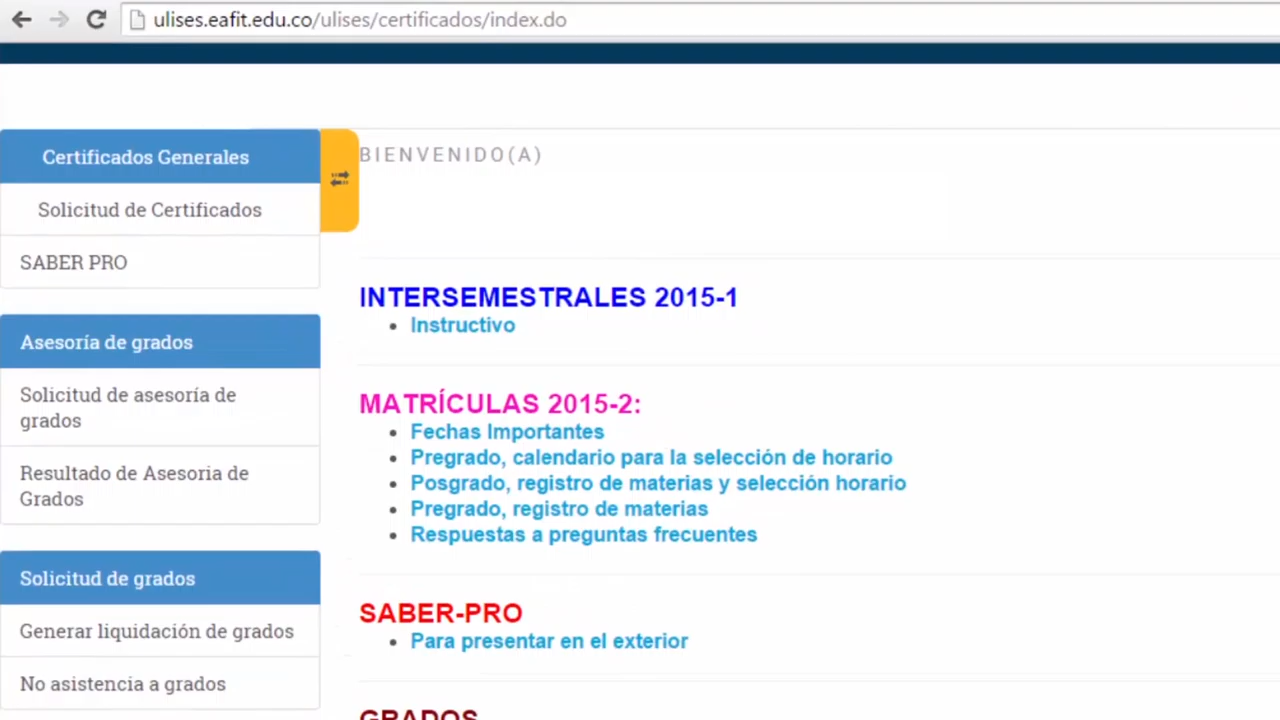 ulises.eafit.edu.co/ulises/certificados/index.do
Certificados Generales
Solicitud de Certificados
SABER PRO
Asesoría de grados
Solicitud de asesoría de
grados
Resultado de Asesoria de
Grados
Solicitud de grados
Generar liquidación de grados
No asistencia a grados
BIENVENIDO(A)
INTERSEMESTRALES 2015-1
Instructivo
MATRÍCULAS 2015-2:
Fechas Importantes
Pregrado, calendario para la selección de horario
Posgrado, registro de materias y selección horario
Pregrado, registro de materias
Respuestas a preguntas frecuentes
SABER-PRO
Para presentar en el exterior
GRADOS